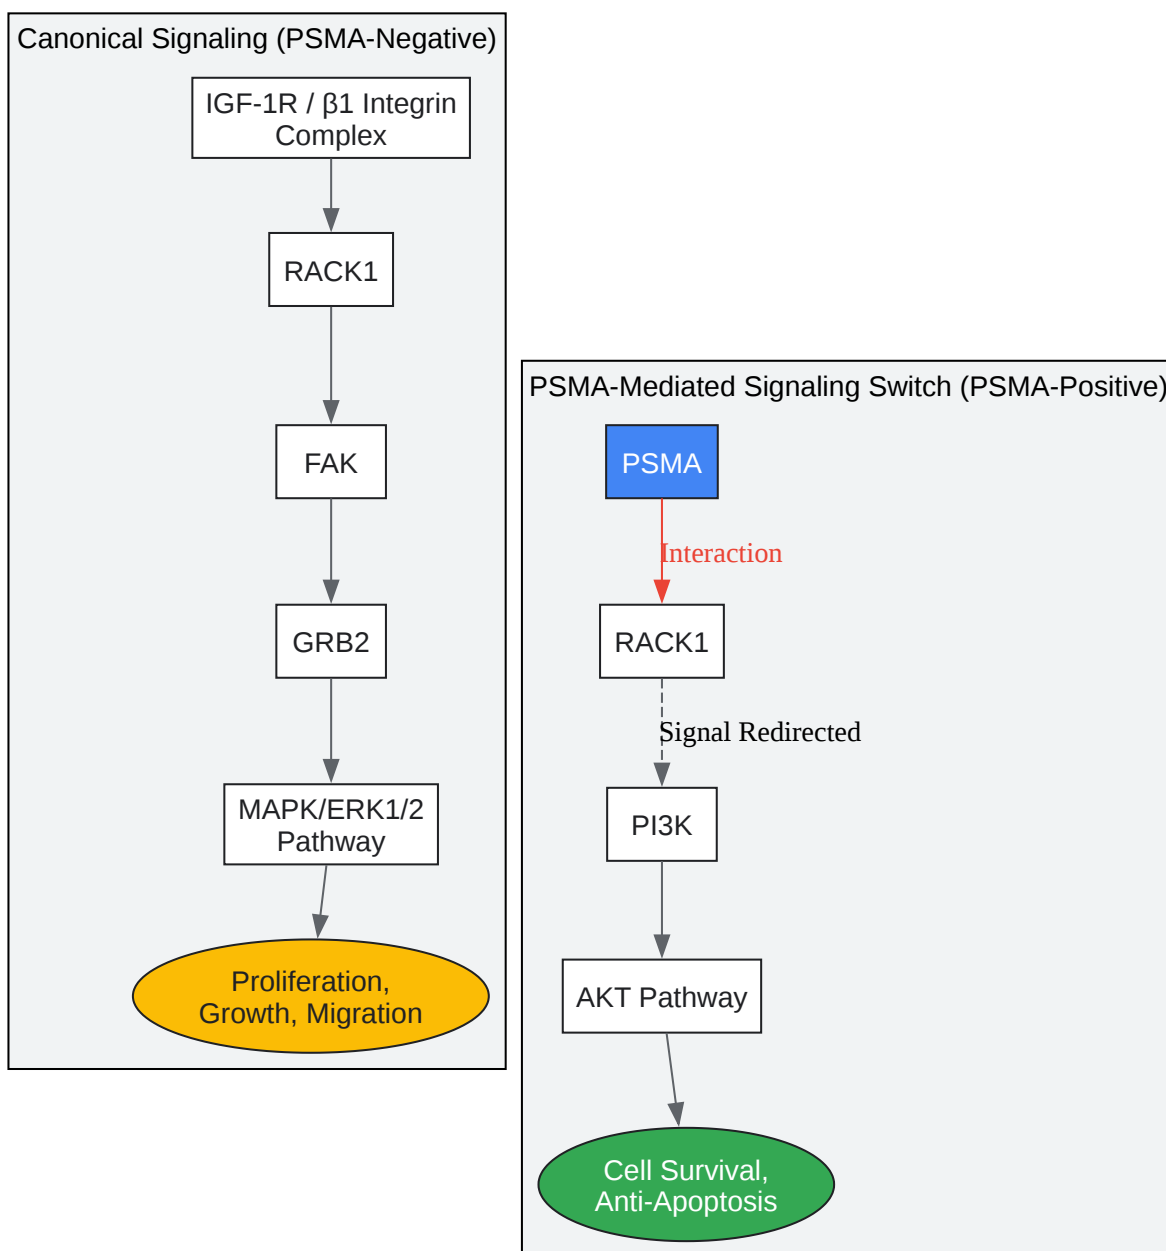 Canonical Signaling (PSMA-Negative)
IGF-1R / β1 Integrin
Complex
RACK1
FAK
GRB2
MAPK/ERK1/2
Pathway
Proliferation,
Growth, Migration
PSMA-Mediated Signaling Switch (PSMA-Positive)
PSMA
Interaction
RACK1
Signal Redirected
PI3K
AKT Pathway
Cell Survival,
Anti-Apoptosis